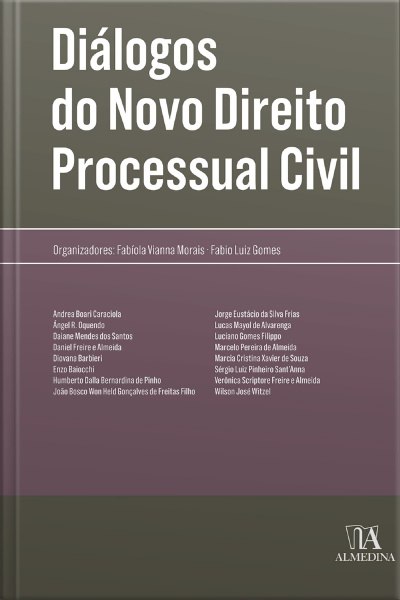 Diálogos
do Novo Direito
Processual Civil
Organizadores: Fabíola Vianna Morais · Fabio Luiz Gomes
Andrea Boari Caraciola
Ángel R. Oquendo
Daiane Mendes dos Santos
Daniel Freire e Almeida
Diovana Barbieri
Enzo Baiocchi
Humberto Dalla Bernardina de Pinho
João Bosco Won Held Gonçalves de Freitas Filho
Jorge Eustácio da Silva Frias
Lucas Mayol de Alvarenga
Luciano Gomes Filippo
Marcelo Pereira de Almeida
Marcia Cristina Xavier de Souza
Sérgio Luiz Pinheiro Sant'Anna
Verônica Scriptore Freire e Almeida
Wilson José Witzel
ALMEDINA